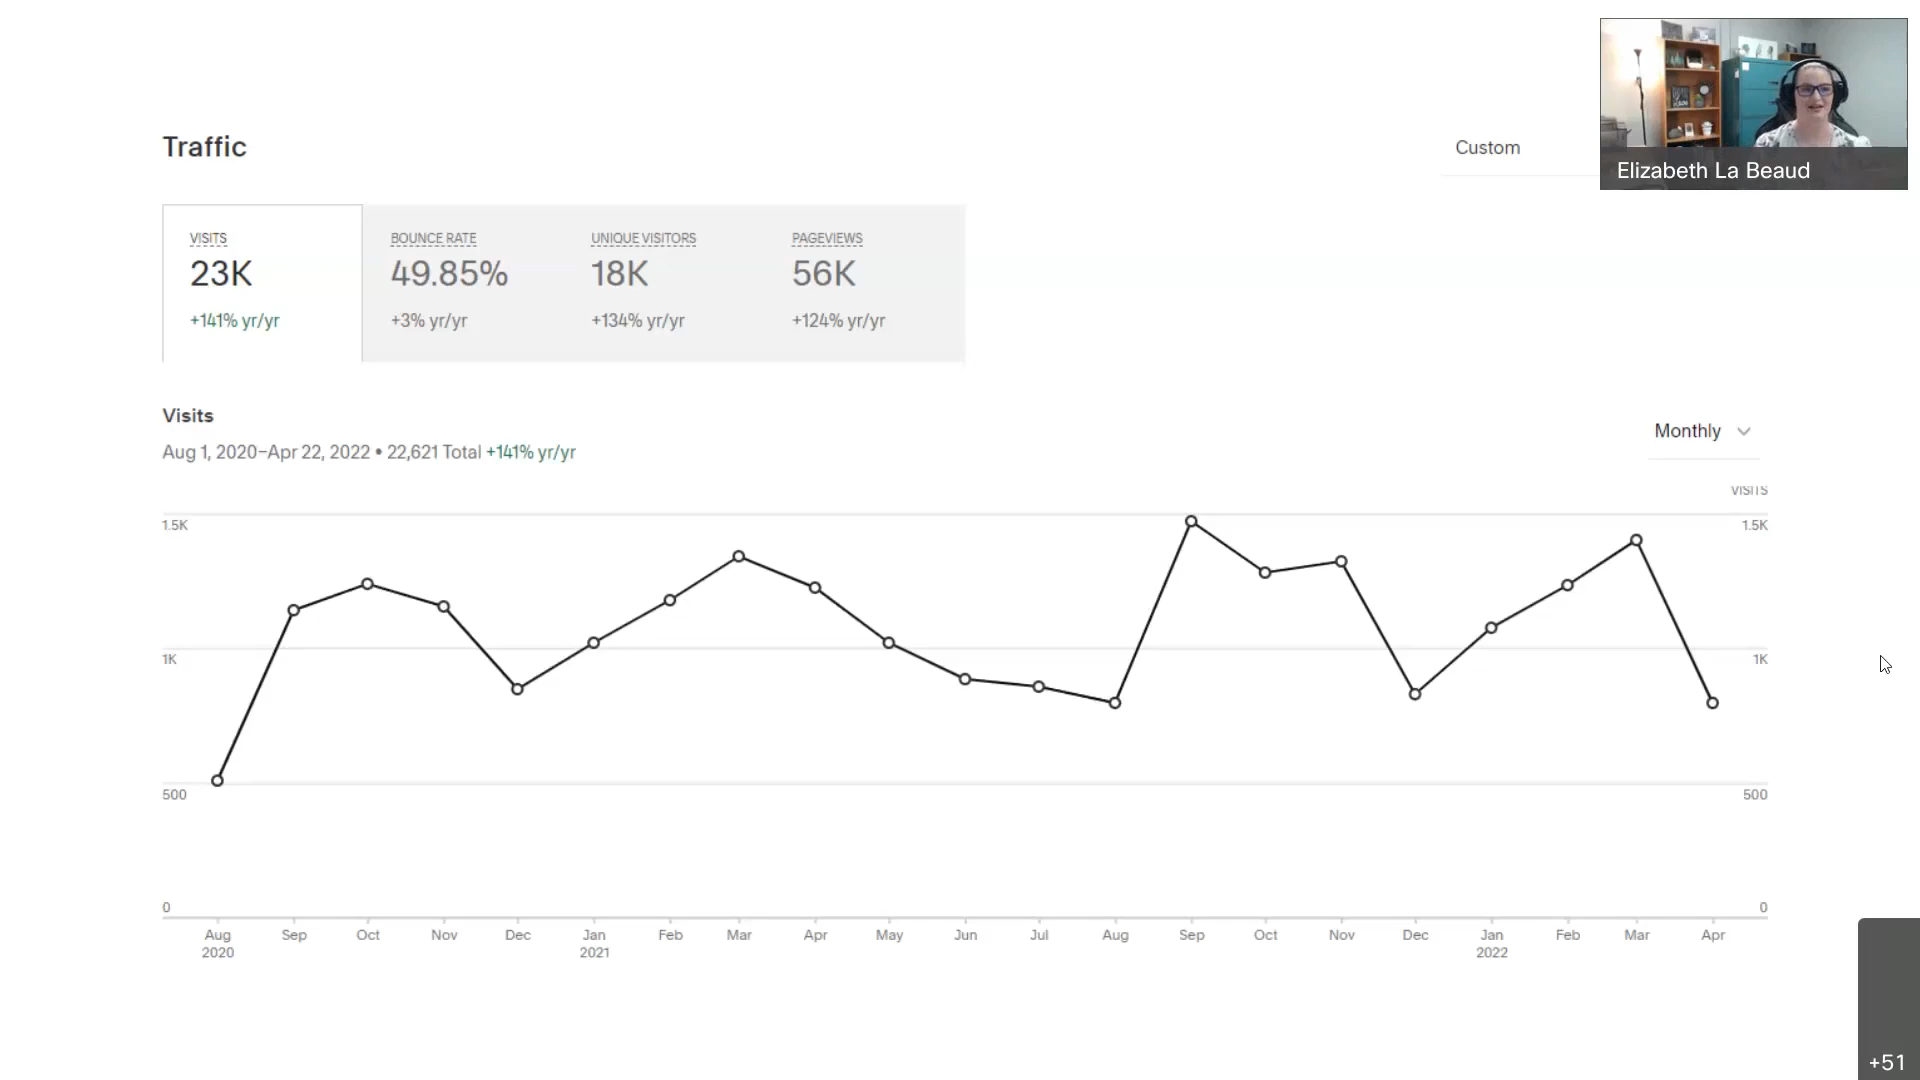 Traffic
Custom
Elizabeth La Beaud
VISITS
23K
+141% yr/yr
BOUNCE RATE
49.85%
+3% yr/yr
UNIQUE VISITORS
18K
+134% yr/yr
PAGEVIEWS
56K
+124% yr/yr
Visits
Aug 1, 2020–Apr 22, 2022 • 22,621 Total +141% yr/yr
Monthly
VISITS
1.5K 1.5K
1K 1K
500 500
0 0
Aug Sep Oct Nov Dec Jan Feb Mar Apr May Jun Jul Aug Sep Oct Nov Dec Jan Feb Mar Apr
2020 2021 2022
+51